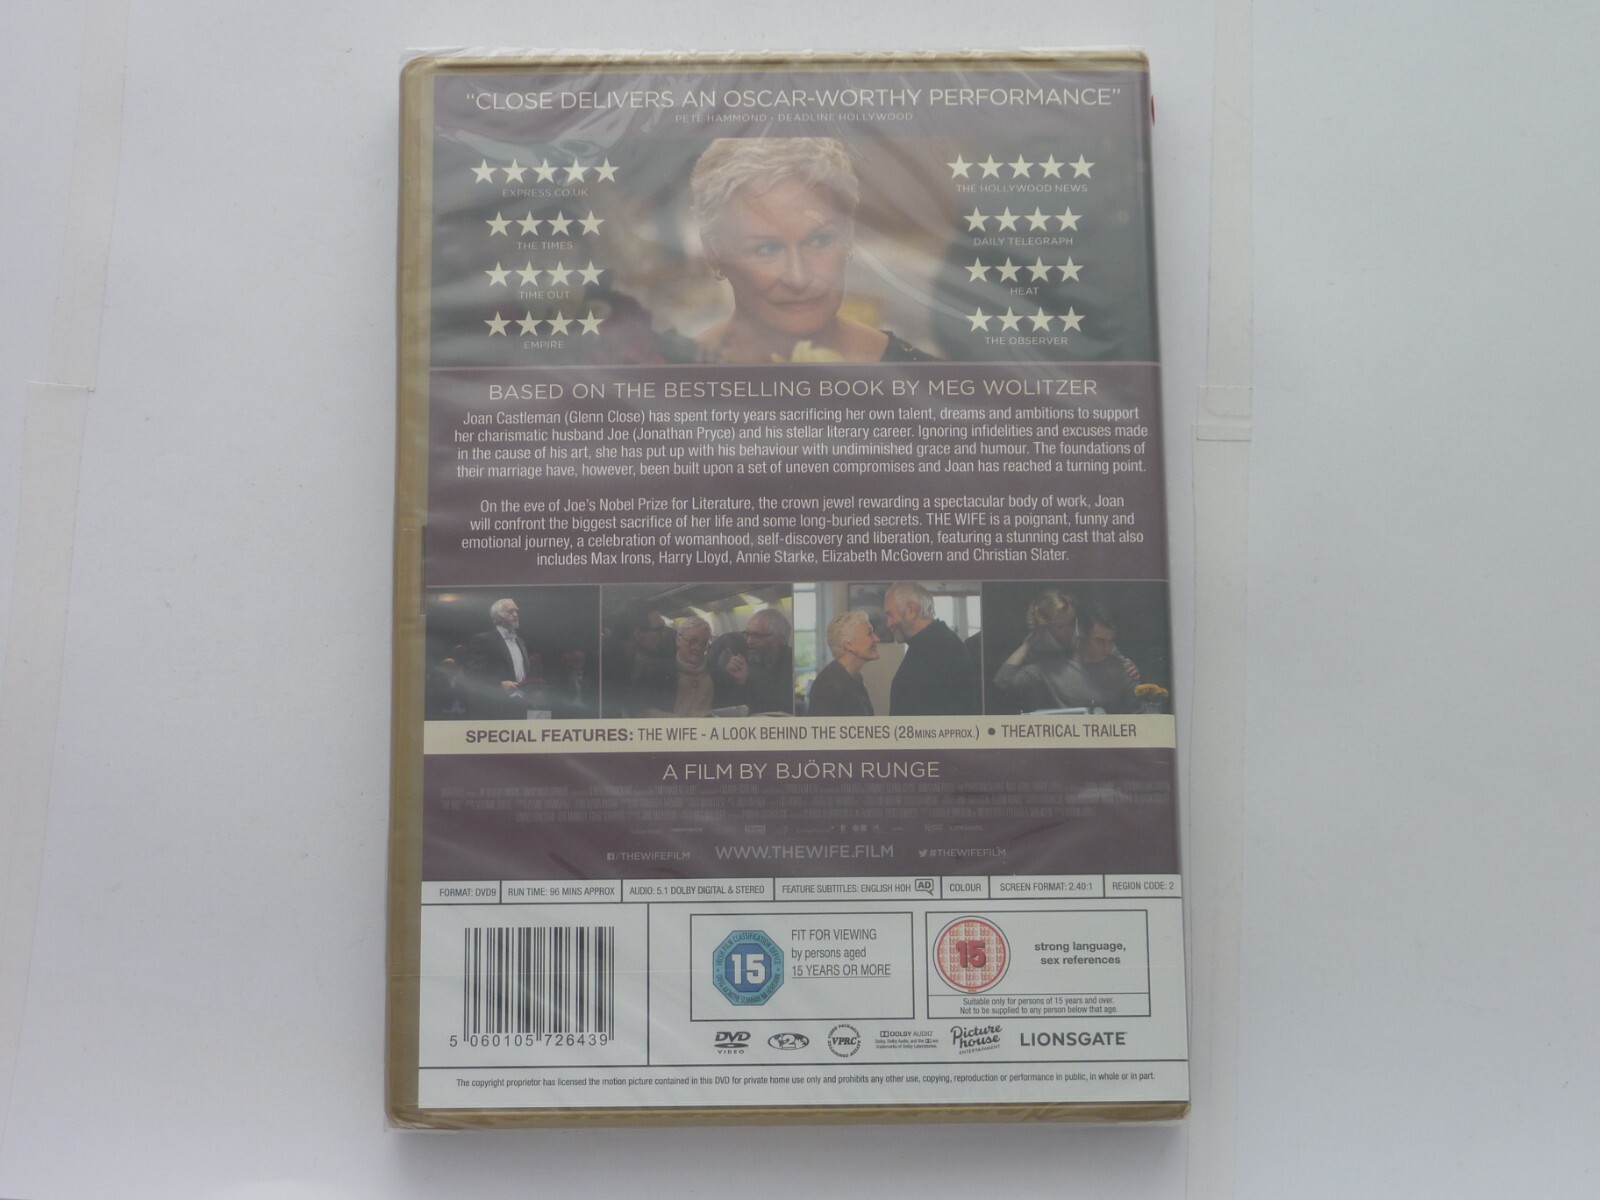 “CLOSE DELIVERS AN OSCAR-WORTHY PERFORMANCE”
PETE HAMMOND - DEADLINE HOLLYWOOD
EXPRESS.CO.UK
THE TIMES
TIME OUT
EMPIRE
THE HOLLYWOOD NEWS
DAILY TELEGRAPH
HEAT
THE OBSERVER
BASED ON THE BESTSELLING BOOK BY MEG WOLITZER
Joan Castleman (Glenn Close) has spent forty years sacrificing her own talent, dreams and ambitions to support
her charismatic husband Joe (Jonathan Pryce) and his stellar literary career. Ignoring infidelities and excuses made
in the cause of his art, she has put up with his behaviour with undiminished grace and humour. The foundations of
their marriage have, however, been built upon a set of uneven compromises and Joan has reached a turning point.
On the eve of Joe's Nobel Prize for Literature, the crown jewel rewarding a spectacular body of work, Joan
will confront the biggest sacrifice of her life and some long-buried secrets. THE WIFE is a poignant, funny and
emotional journey, a celebration of womanhood, self-discovery and liberation, featuring a stunning cast that also
includes Max Irons, Harry Lloyd, Annie Starke, Elizabeth McGovern and Christian Slater.
SPECIAL FEATURES: THE WIFE - A LOOK BEHIND THE SCENES (28MINS APPROX.) • THEATRICAL TRAILER
A FILM BY BJÖRN RUNGE
/THEWIFEFILM WWW.THEWIFE.FILM #THEWIFEFILM
FORMAT: DVD9 RUN TIME: 96 MINS APPROX AUDIO: 5.1 DOLBY DIGITAL & STEREO FEATURE SUBTITLES: ENGLISH HOH AD COLOUR SCREEN FORMAT: 2.40:1 REGION CODE: 2
5 060105 726439
IRISH FILM CLASSIFICATION OFFICE
15
FIT FOR VIEWING
by persons aged
15 YEARS OR MORE
15
strong language,
sex references
Suitable only for persons of 15 years and over.
Not to be supplied to any person below that age.
DVD VIDEO
2
VPRC
DOLBY AUDIO
Picture house ENTERTAINMENT
LIONSGATE
The copyright proprietor has licensed the motion picture contained in this DVD for private home use only and prohibits any other use, copying, reproduction or performance in public, in whole or in part.